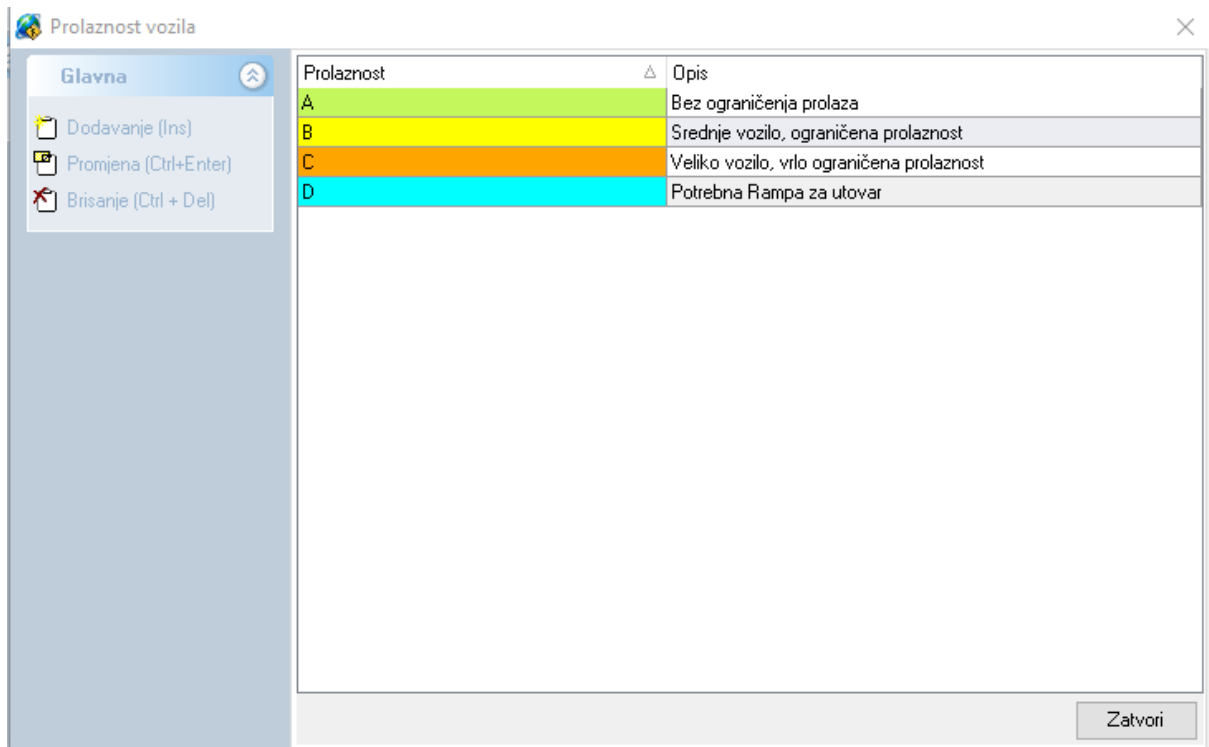 Prolaznost vozila
Glavna
Dodavanje (Ins)
Promjena (Ctrl+Enter)
Brisanje (Ctrl + Del)
Prolaznost Opis
A Bez ograničenja prolaza
B Srednje vozilo, ograničena prolaznost
C Veliko vozilo, vrlo ograničena prolaznost
D Potrebna Rampa za utovar
Zatvori